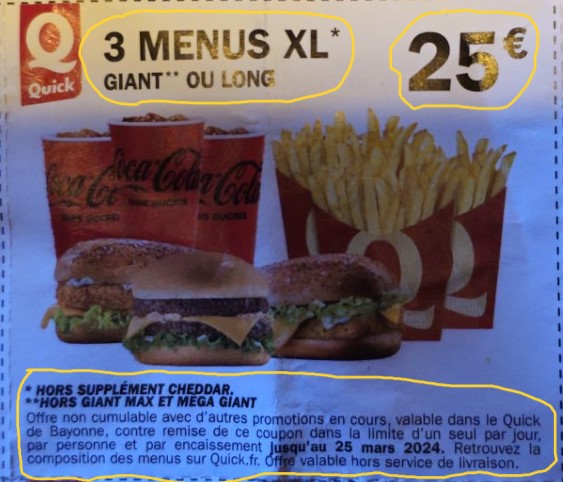 Q
Quick
3 MENUS XL*
GIANT** OU LONG
25€
Coca-Cola
Coca-Cola
SANS SUCRES
* HORS SUPPLÉMENT CHEDDAR.
**HORS GIANT MAX ET MEGA GIANT
Offre non cumulable avec d'autres promotions en cours, valable dans le Quick
de Bayonne, contre remise de ce coupon dans la limite d'un seul par jour,
par personne et par encaissement jusqu'au 25 mars 2024. Retrouvez la
composition des menus sur Quick.fr. Offre valable hors service de livraison.